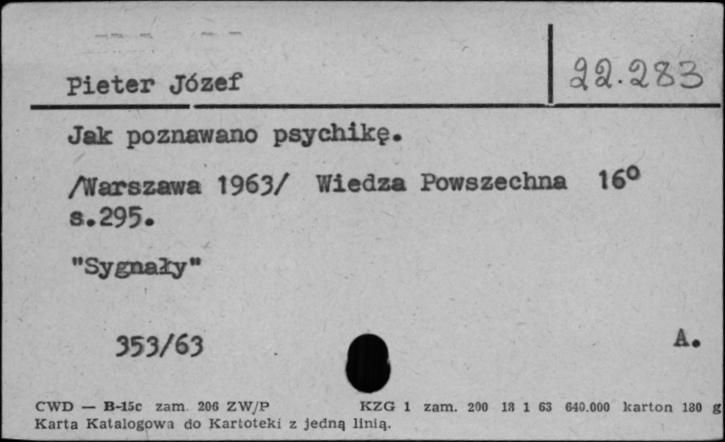 Pieter Józef
22.283
Jak poznawano psychikę.
/Warszawa 1963/ Wiedza Powszechna 16°
s.295.
"Sygnały"
353/63
A.
CWD — B-15c zam. 206 ZW/P KZG 1 zam. 200 18 1 63 640.000 karton 180 g
Karta Katalogowa do Kartoteki z jedną linią.